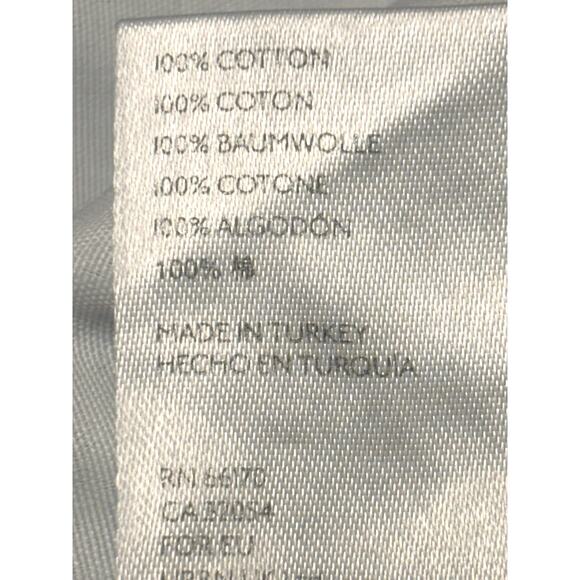 100% COTTON
100% COTON
100% BAUMWOLLE
100% COTONE
100% ALGODÓN
100% 棉
MADE IN TURKEY
HECHO EN TURQUÍA
RN 66170
CA 32054
FOR EU